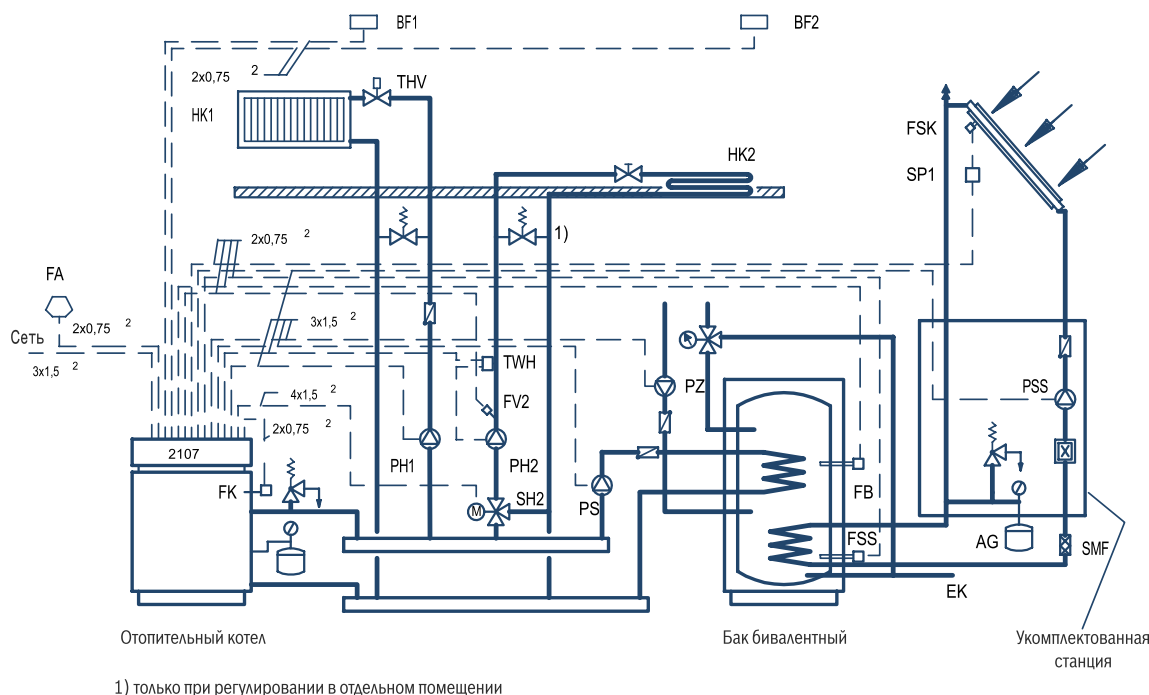 BF1
BF2
2x0,75 2
THV
HK1
FSK
HK2
SP1
1)
2x0,75 2
FA
3x1,5 2
2x0,75 2
Сеть
3x1,5 2
TWH
PZ
PSS
4x1,5 2
FV2
2x0,75 2
2107
PH1
PH2
FK
SH2
PS
FB
FSS
AG
SMF
M
EK
Отопительный котел
Бак бивалентный
Укомплектованная
станция
1) только при регулировании в отдельном помещении